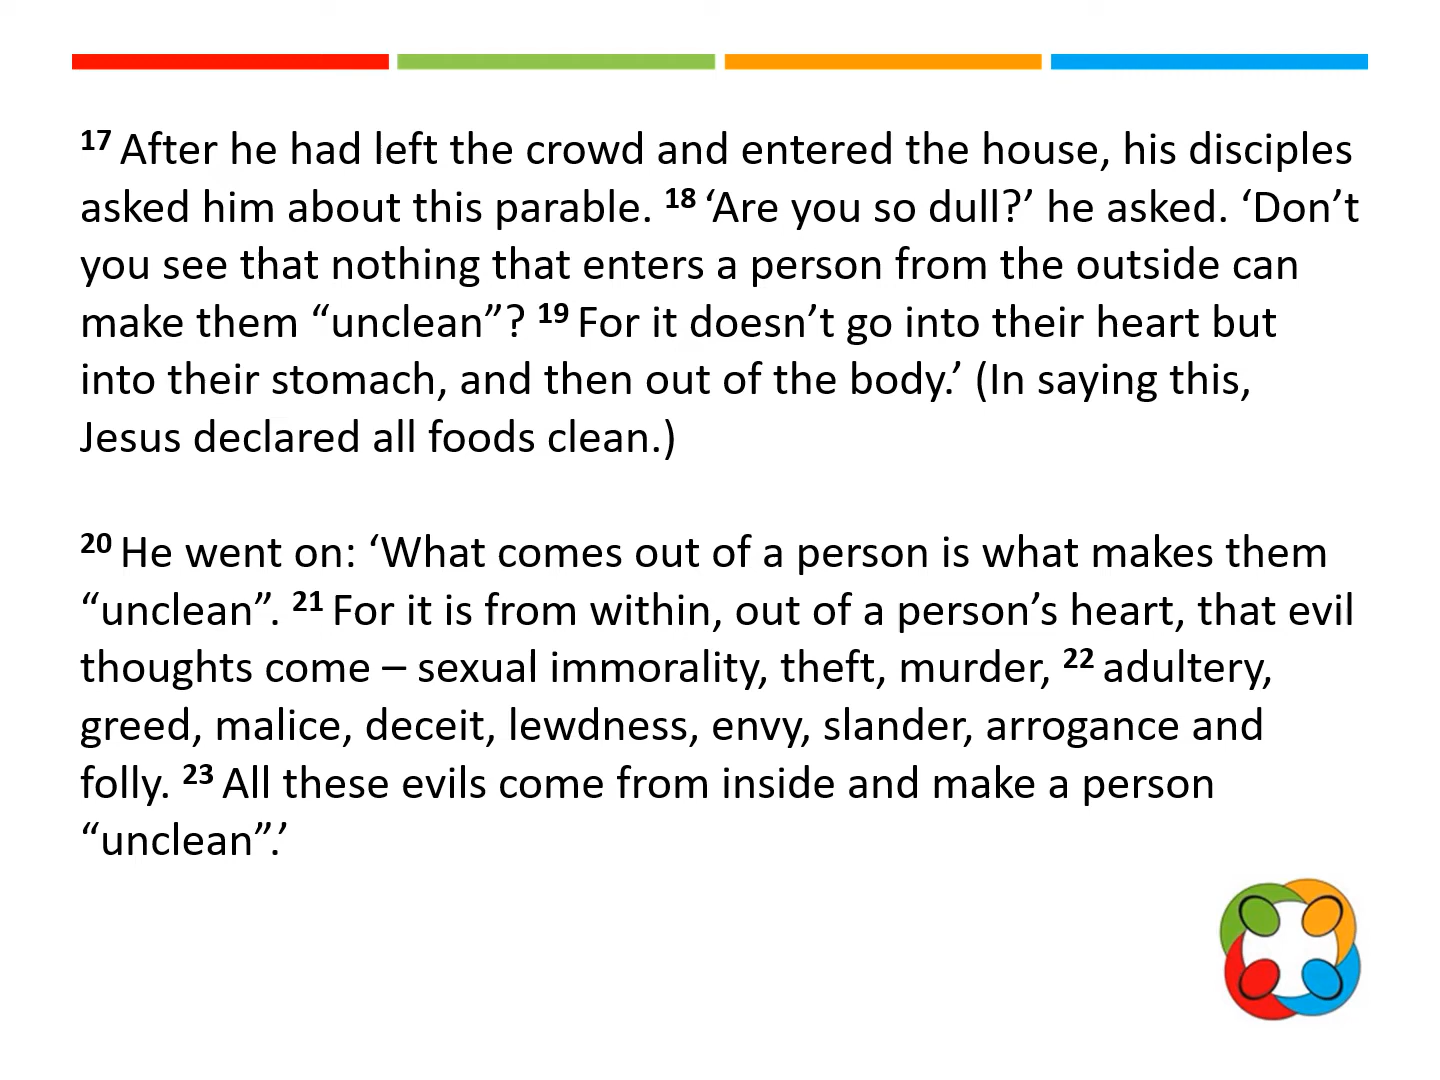 17 After he had left the crowd and entered the house, his disciples
asked him about this parable. 18 ‘Are you so dull?’ he asked. ‘Don’t
you see that nothing that enters a person from the outside can
make them “unclean”? 19 For it doesn’t go into their heart but
into their stomach, and then out of the body.’ (In saying this,
Jesus declared all foods clean.)
20 He went on: ‘What comes out of a person is what makes them
“unclean”. 21 For it is from within, out of a person’s heart, that evil
thoughts come – sexual immorality, theft, murder, 22 adultery,
greed, malice, deceit, lewdness, envy, slander, arrogance and
folly. 23 All these evils come from inside and make a person
“unclean”.’